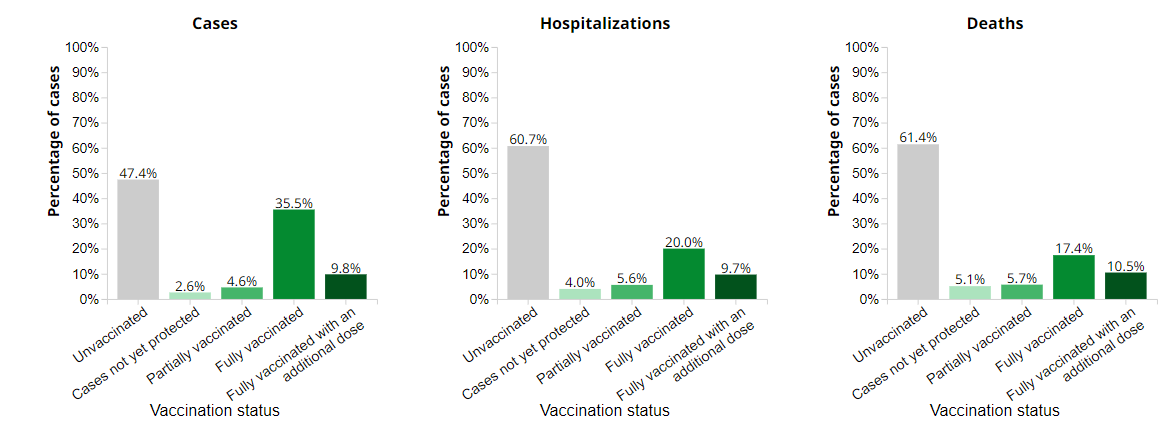 Cases
Percentage of cases
100%
90%
80%
70%
60%
50%
40%
30%
20%
10%
0%
47.4%
2.6%
4.6%
35.5%
9.8%
Unvaccinated
Cases not yet protected
Partially vaccinated
Fully vaccinated
Fully vaccinated with an
additional dose
Vaccination status
Hospitalizations
Percentage of cases
100%
90%
80%
70%
60%
50%
40%
30%
20%
10%
0%
60.7%
4.0%
5.6%
20.0%
9.7%
Unvaccinated
Cases not yet protected
Partially vaccinated
Fully vaccinated
Fully vaccinated with an
additional dose
Vaccination status
Deaths
Percentage of cases
100%
90%
80%
70%
60%
50%
40%
30%
20%
10%
0%
61.4%
5.1%
5.7%
17.4%
10.5%
Unvaccinated
Cases not yet protected
Partially vaccinated
Fully vaccinated
Fully vaccinated with an
additional dose
Vaccination status